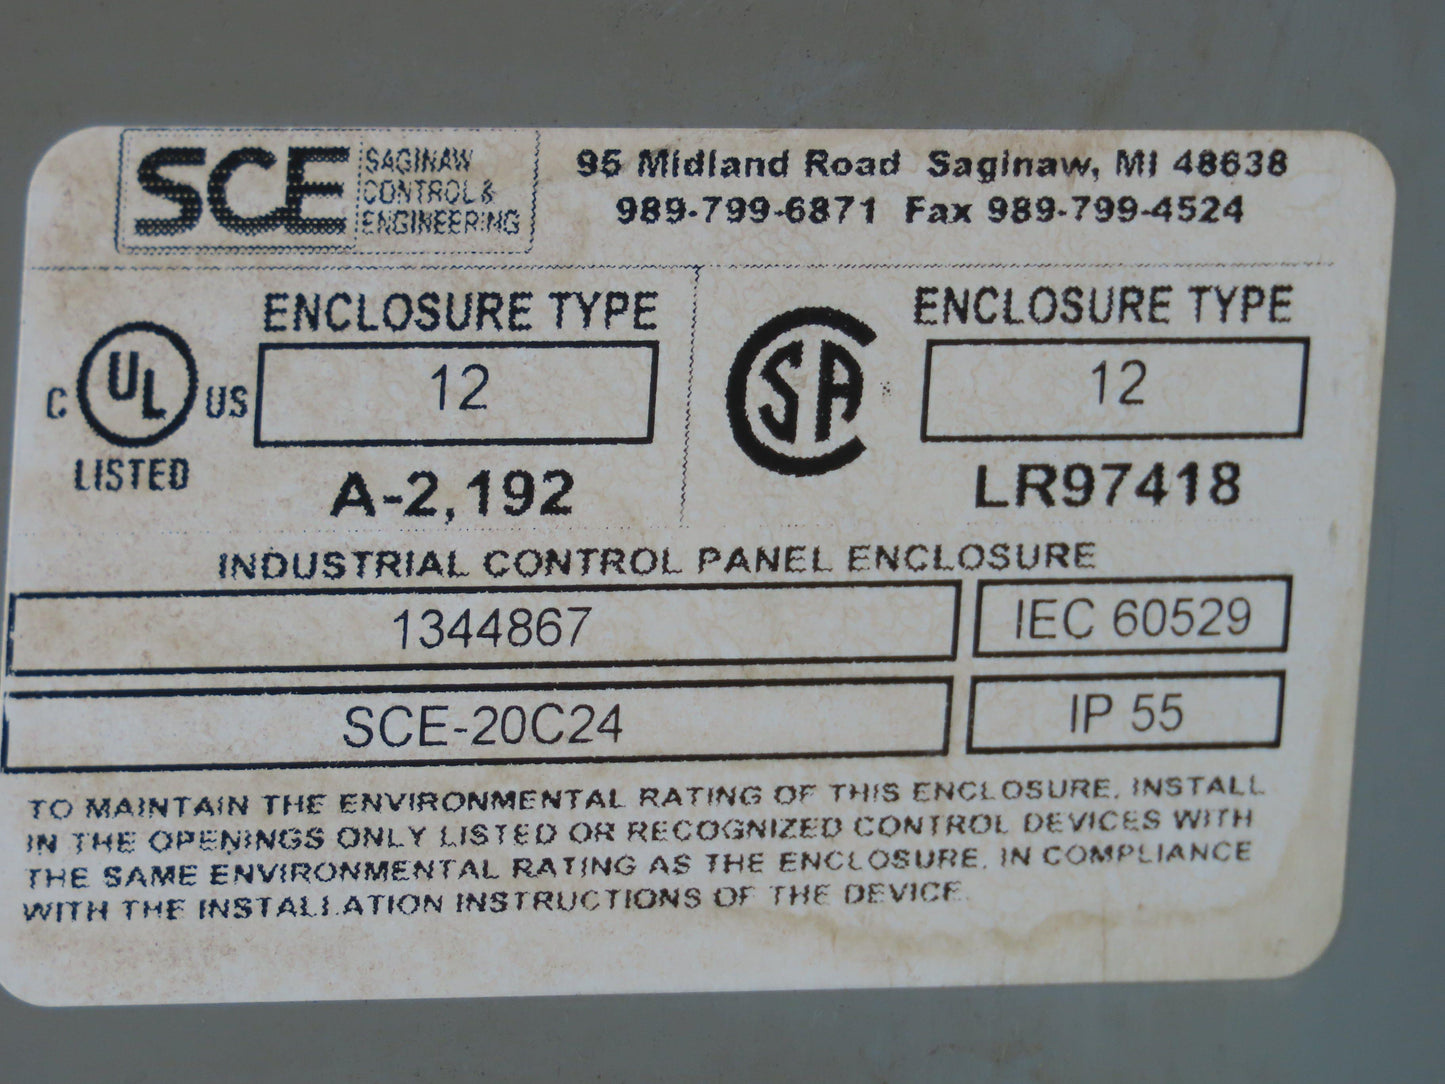 SCE SAGINAW
CONTROL &
ENGINEERING
95 Midland Road Saginaw, MI 48638
989-799-6871 Fax 989-799-4524
C UL US
LISTED
ENCLOSURE TYPE
12
A-2,192
CSA
ENCLOSURE TYPE
12
LR97418
INDUSTRIAL CONTROL PANEL ENCLOSURE
1344867
IEC 60529
SCE-20C24
IP 55
TO MAINTAIN THE ENVIRONMENTAL RATING OF THIS ENCLOSURE, INSTALL
IN THE OPENINGS ONLY LISTED OR RECOGNIZED CONTROL DEVICES WITH
THE SAME ENVIRONMENTAL RATING AS THE ENCLOSURE, IN COMPLIANCE
WITH THE INSTALLATION INSTRUCTIONS OF THE DEVICE.